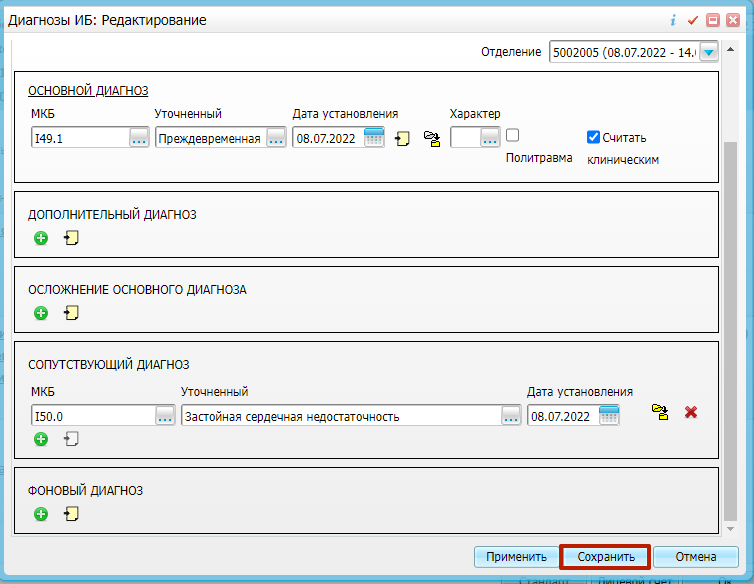 Диагнозы ИБ: Редактирование
Отделение 5002005 (08.07.2022 - 14.
ОСНОВНОЙ ДИАГНОЗ
МКБ Уточненный Дата установления Характер
I49.1 ... Преждевременная ... 08.07.2022 ... Считать
Политравма клиническим
ДОПОЛНИТЕЛЬНЫЙ ДИАГНОЗ
ОСЛОЖНЕНИЕ ОСНОВНОГО ДИАГНОЗА
СОПУТСТВУЮЩИЙ ДИАГНОЗ
МКБ Уточненный Дата установления
I50.0 ... Застойная сердечная недостаточность ... 08.07.2022
ФОНОВЫЙ ДИАГНОЗ
Применить Сохранить Отмена